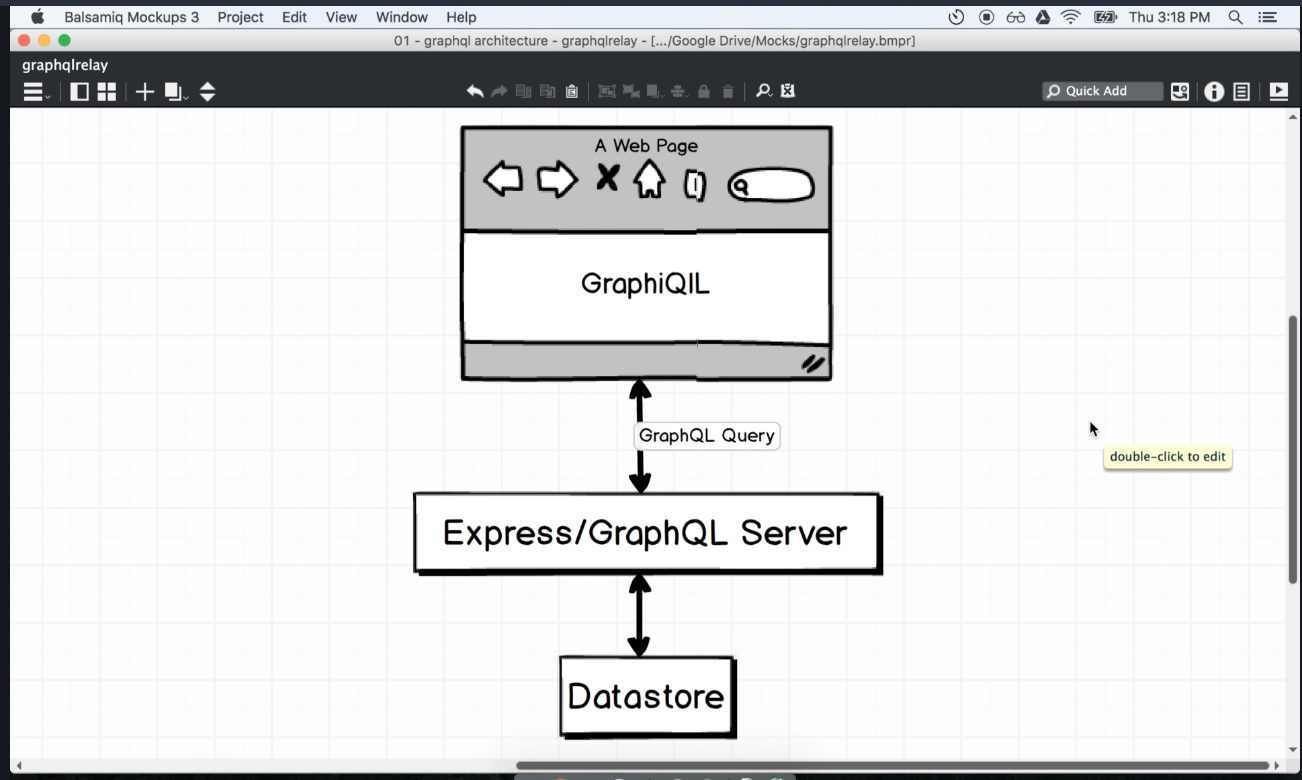 Balsamiq Mockups 3 Project Edit View Window Help Thu 3:18 PM
01 - graphql architecture - graphqlrelay - [.../Google Drive/Mocks/graphqlrelay.bmpr]
graphqlrelay
Quick Add
A Web Page
GraphiQlL
GraphQL Query
double-click to edit
Express/GraphQL Server
Datastore